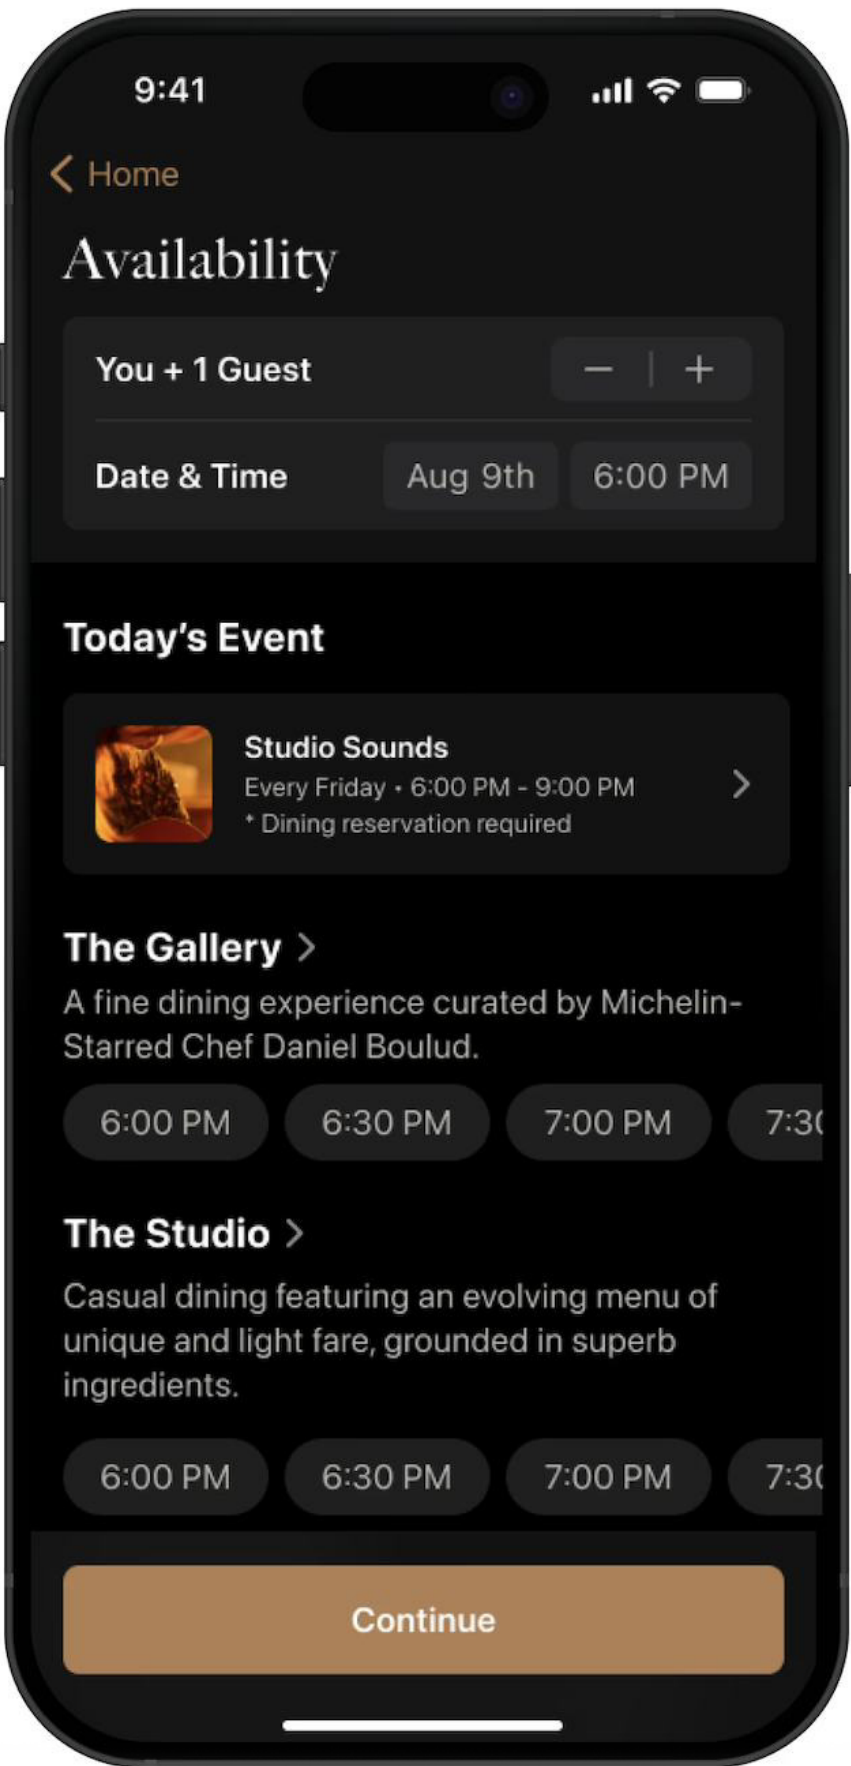 9:41
Home
Availability
You + 1 Guest
Date & Time Aug 9th 6:00 PM
Today's Event
Studio Sounds
Every Friday • 6:00 PM - 9:00 PM
* Dining reservation required
The Gallery
A fine dining experience curated by Michelin-
Starred Chef Daniel Boulud.
6:00 PM 6:30 PM 7:00 PM 7:30
The Studio
Casual dining featuring an evolving menu of
unique and light fare, grounded in superb
ingredients.
6:00 PM 6:30 PM 7:00 PM 7:30
Continue